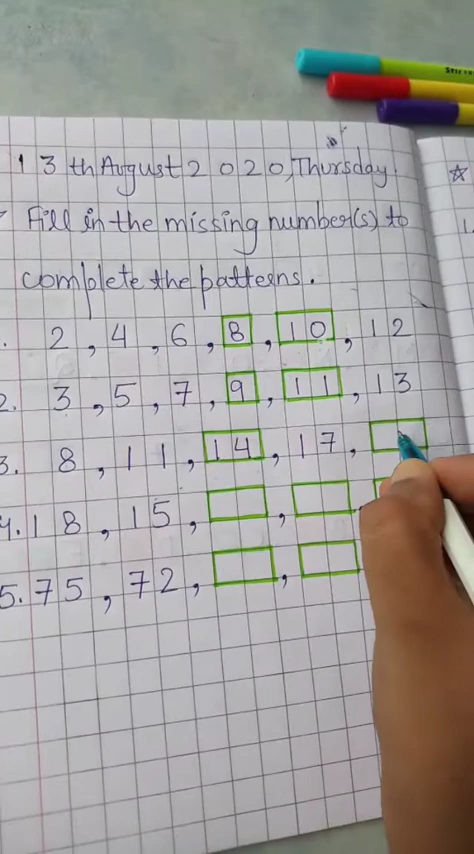 13th August 2020, Thursday.
Fill in the missing number(s) to
complete the patterns.
. 2, 4, 6, 8, 10, 12
2. 3, 5, 7, 9, 11, 13
3. 8, 11, 14, 17,
4. 18, 15, , ,
5. 75, 72, ,
1.